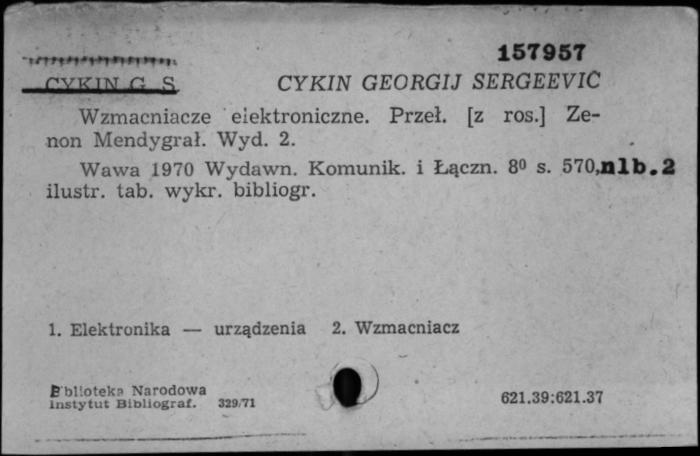 157957
CYKIN G. S. CYKIN GEORGIJ SERGEEVIČ
Wzmacniacze elektroniczne. Przeł. [z ros.] Ze-
non Mendygrał. Wyd. 2.
Wawa 1970 Wydawn. Komunik. i Łączn. 8⁰ s. 570, nlb. 2
ilustr. tab. wykr. bibliogr.
1. Elektronika — urządzenia 2. Wzmacniacz
Biblioteka Narodowa
Instytut Bibliograf. 329/71
621.39:621.37